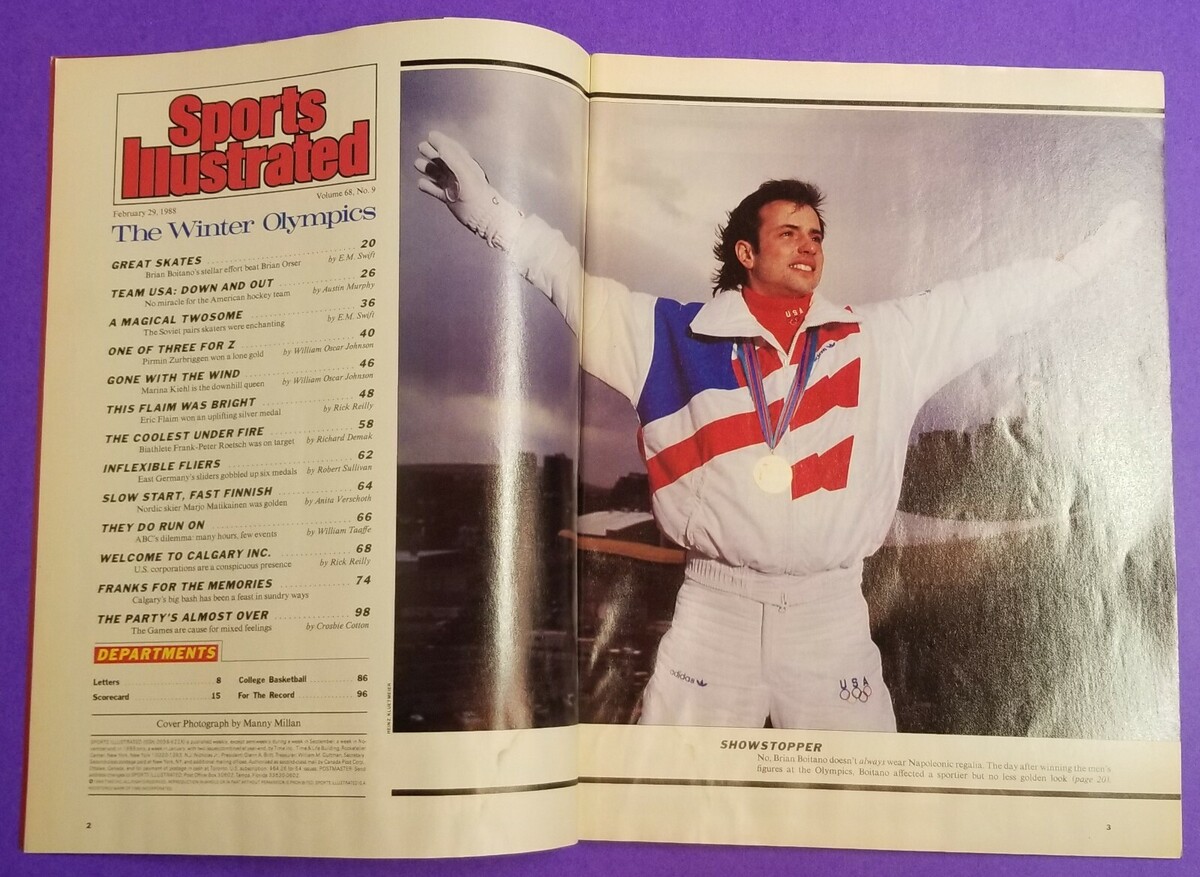 Sports
Illustrated
February 29, 1988 Volume 68, No. 9
The Winter Olympics
GREAT SKATES 20
Brian Boitano's stellar effort beat Brian Orser by E.M. Swift
TEAM USA: DOWN AND OUT 26
No miracle for the American hockey team by Austin Murphy
A MAGICAL TWOSOME 36
The Soviet pairs skaters were enchanting by E.M. Swift
ONE OF THREE FOR Z 40
Pirmin Zurbriggen won a lone gold by William Oscar Johnson
GONE WITH THE WIND 46
Marina Kiehl is the downhill queen by William Oscar Johnson
THIS FLAIM WAS BRIGHT 48
Eric Flaim won an uplifting silver medal by Rick Reilly
THE COOLEST UNDER FIRE 58
Biathlete Frank-Peter Roetsch was on target by Richard Demak
INFLEXIBLE FLIERS 62
East Germany's sliders gobbled up six medals by Robert Sullivan
SLOW START, FAST FINNISH 64
Nordic skier Marjo Matikainen was golden by Anita Verschoth
THEY DO RUN ON 66
ABC's dilemma: many hours, few events by William Taaffe
WELCOME TO CALGARY INC. 68
U.S. corporations are a conspicuous presence by Rick Reilly
FRANKS FOR THE MEMORIES 74
Calgary's big bash has been a feast in sundry ways
THE PARTY'S ALMOST OVER 98
The Games are cause for mixed feelings by Crosbie Cotton
DEPARTMENTS
Letters 8 College Basketball 86
Scorecard 15 For The Record 96
Cover Photograph by Manny Millan
2
HEINZ KLUETMEIER
USA
adidas
adidas
USA
SHOWSTOPPER
No, Brian Boitano doesn't always wear Napoleonic regalia. The day after winning the men's
figures at the Olympics, Boitano affected a sportier but no less golden look (page 20).
3